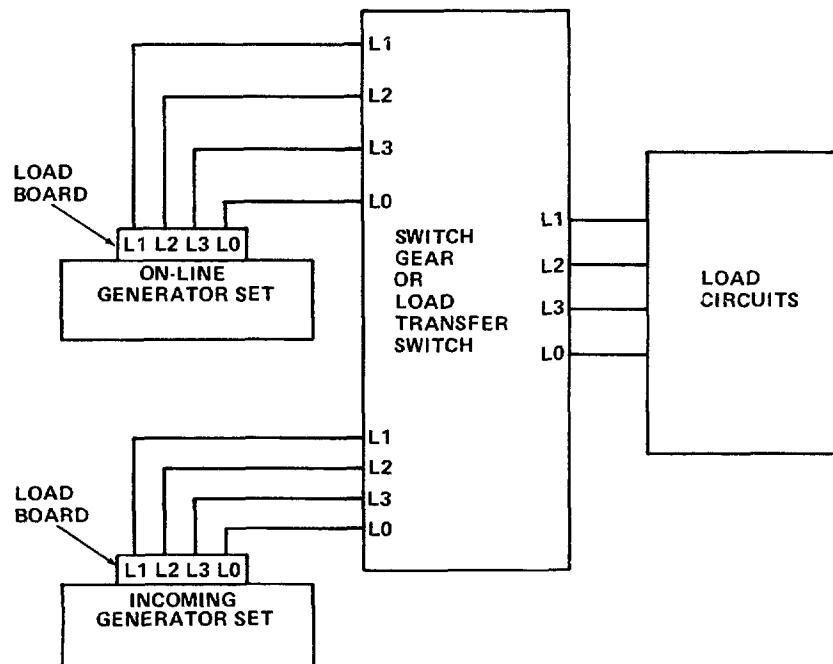 L1
L2
L3
L0
LOAD
BOARD
L1 L2 L3 L0
ON-LINE
GENERATOR SET
SWITCH
GEAR
OR
LOAD
TRANSFER
SWITCH
L1
L2
L3
L0
LOAD
CIRCUITS
L1
L2
L3
L0
LOAD
BOARD
L1 L2 L3 L0
INCOMING
GENERATOR SET